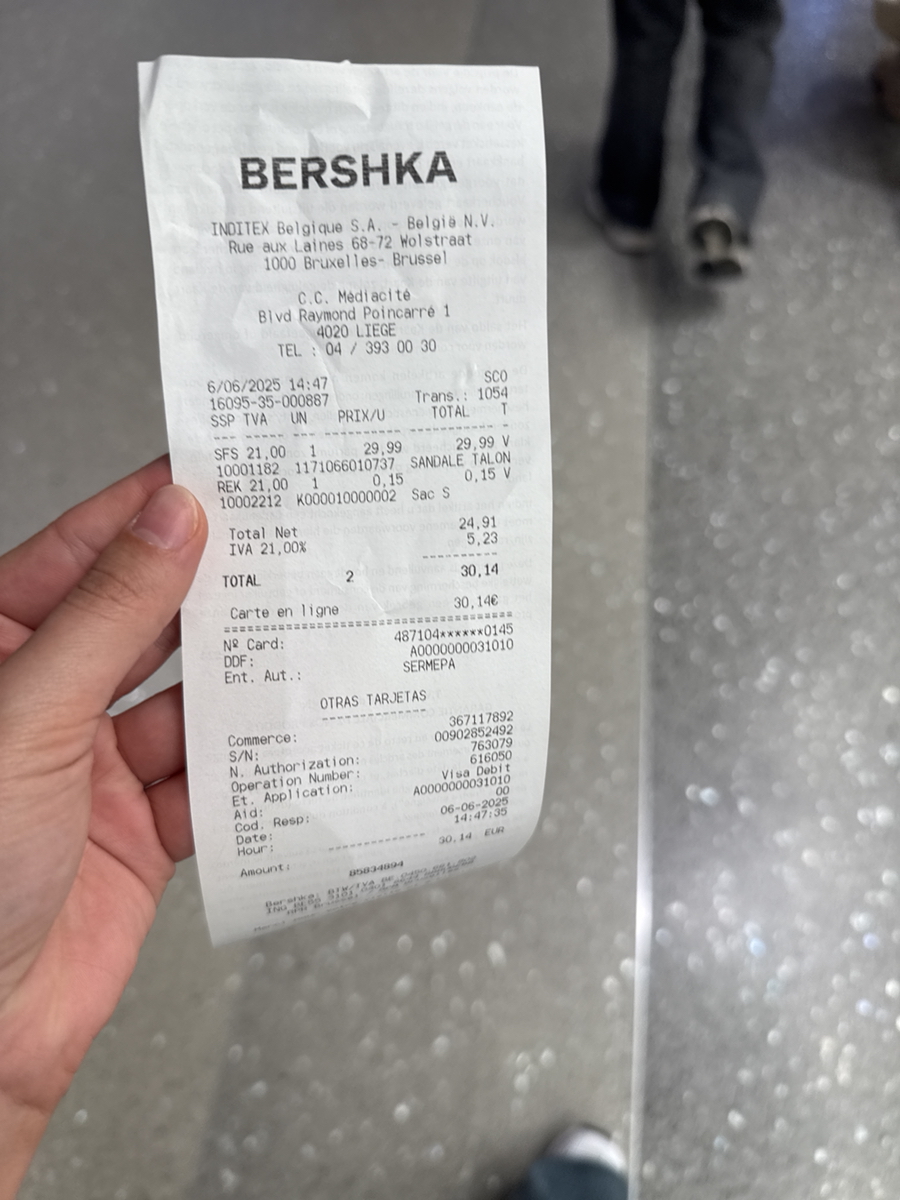 BERSHKA
INDITEX Belgique S.A. - België N.V.
Rue aux Laines 68-72 Wolstraat
1000 Bruxelles- Brussel
C.C. Médiacité
Blvd Raymond Poincarré 1
4020 LIEGE
TEL : 04 / 393 00 30
6/06/2025 14:47 SCO
16095-35-000887 Trans.: 1054
SSP TVA UN PRIX/U TOTAL T
--- ----- --- ---------- ----------- -
SFS 21,00 1 29,99 29,99 V
10001182 1171066010737 SANDALE TALON
REK 21,00 1 0,15 0,15 V
10002212 K000010000002 Sac S
Total Net 24,91
IVA 21,00% 5,23
----------
TOTAL 2 30,14
Carte en ligne 30,14€
======================================
Nº Card: 487104******0145
DDF: A0000000031010
Ent. Aut.: SERMEPA
OTRAS TARJETAS
--------------
Commerce: 367117892
S/N: 00902852492
N. Authorization: 763079
Operation Number: 616050
Et. Application: Visa Debit
Aid: A0000000031010
Cod. Resp: 00
Date: 06-06-2025
Hour: 14:47:35
--------------
Amount: 30.14 EUR
85834894
Bershka: BTW/IVA BE